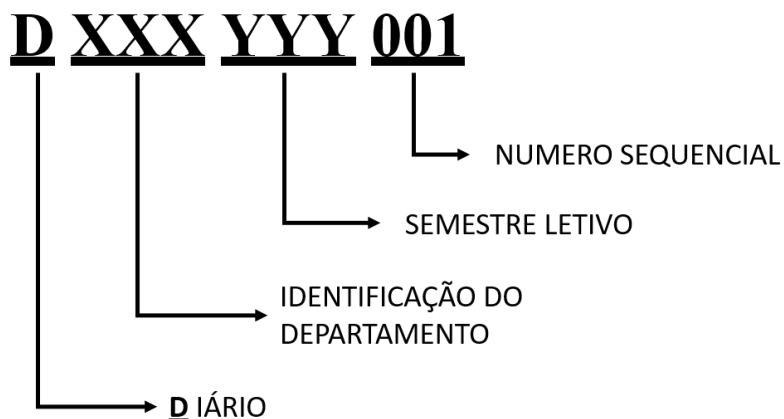 D XXX YYY 001
NUMERO SEQUENCIAL
SEMESTRE LETIVO
IDENTIFICAÇÃO DO
DEPARTAMENTO
D IÁRIO